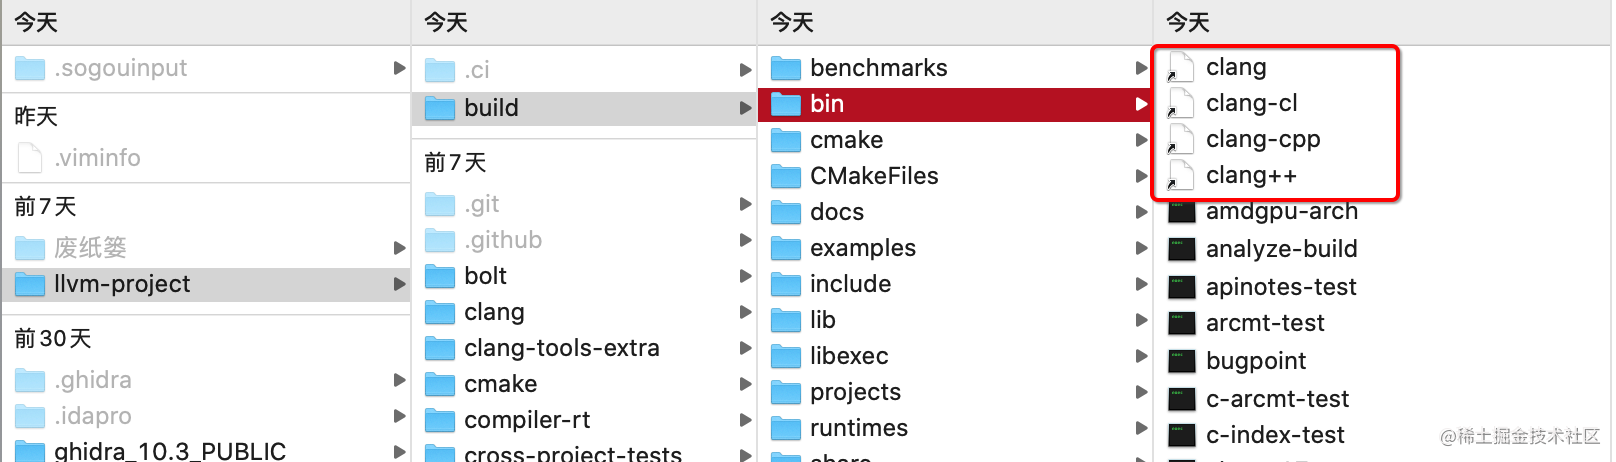 今天
.sogouinput
昨天
.viminfo
前7天
废纸篓
llvm-project
前30天
.ghidra
.idapro
ghidra_10.3_PUBLIC
今天
.ci
build
前7天
.git
.github
bolt
clang
clang-tools-extra
cmake
compiler-rt
cross-project-tests
今天
benchmarks
bin
cmake
CMakeFiles
docs
examples
include
lib
libexec
projects
runtimes
share
今天
clang
clang-cl
clang-cpp
clang++
amdgpu-arch
analyze-build
apinotes-test
arcmt-test
bugpoint
c-arcmt-test
c-index-test
@稀土掘金技术社区